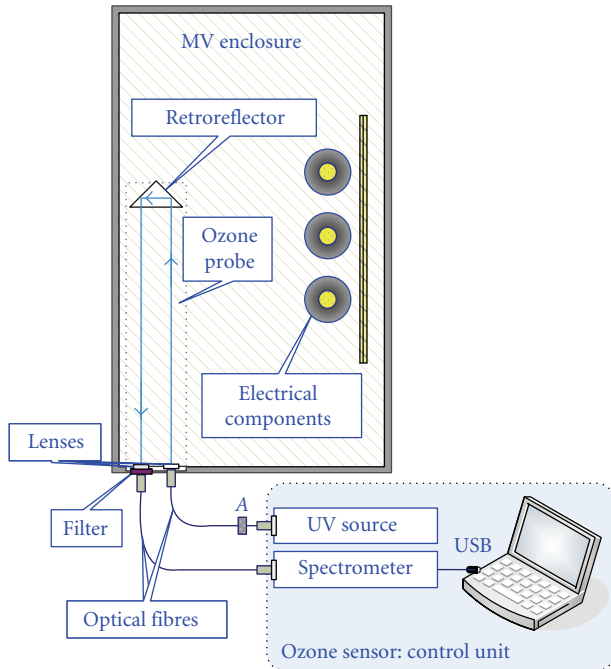 MV enclosure
Retroreflector
Ozone
probe
Electrical
components
Lenses
Filter
A
UV source
USB
Spectrometer
Optical fibres
Ozone sensor: control unit